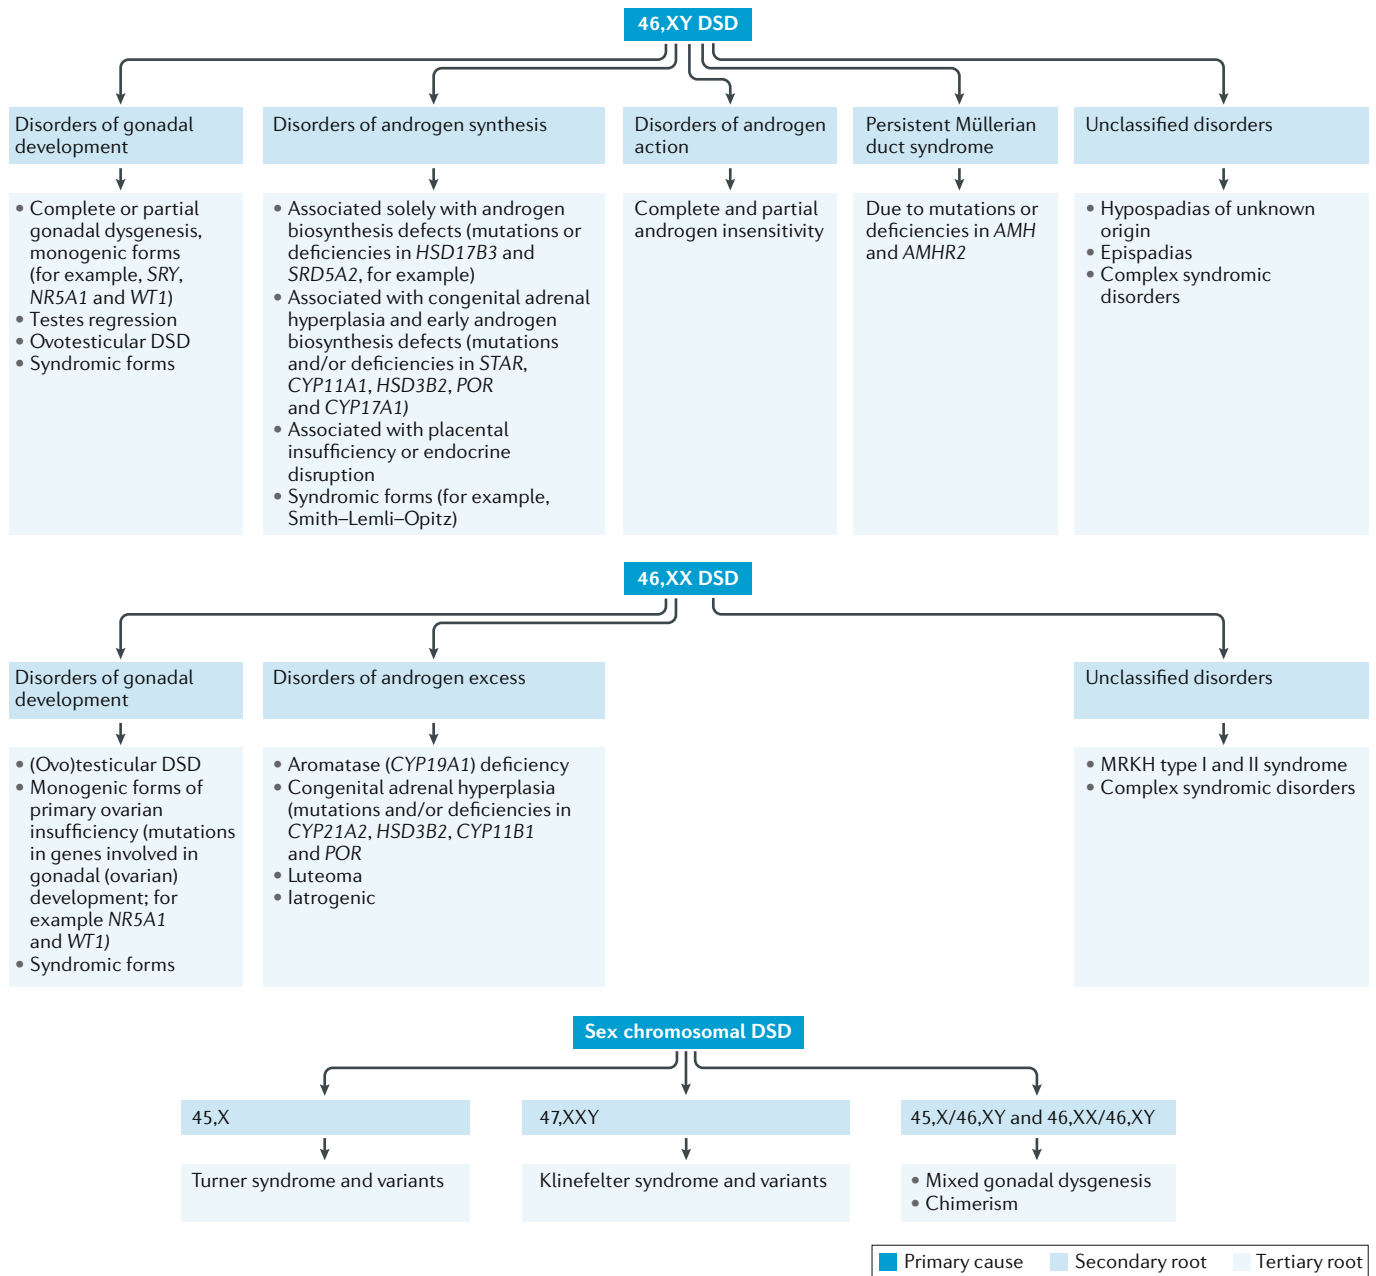 46,XY DSD
Disorders of gonadal
development
• Complete or partial
gonadal dysgenesis,
monogenic forms
(for example, SRY,
NR5A1 and WT1)
• Testes regression
• Ovotesticular DSD
• Syndromic forms
Disorders of androgen synthesis
• Associated solely with androgen
biosynthesis defects (mutations or
deficiencies in HSD17B3 and
SRD5A2, for example)
• Associated with congenital adrenal
hyperplasia and early androgen
biosynthesis defects (mutations
and/or deficiencies in STAR,
CYP11A1, HSD3B2, POR
and CYP17A1)
• Associated with placental
insufficiency or endocrine
disruption
• Syndromic forms (for example,
Smith–Lemli–Opitz)
Disorders of androgen
action
Complete and partial
androgen insensitivity
Persistent Müllerian
duct syndrome
Due to mutations or
deficiencies in AMH
and AMHR2
Unclassified disorders
• Hypospadias of unknown
origin
• Epispadias
• Complex syndromic
disorders
46,XX DSD
Disorders of gonadal
development
• (Ovo)testicular DSD
• Monogenic forms of
primary ovarian
insufficiency (mutations
in genes involved in
gonadal (ovarian)
development; for
example NR5A1
and WT1)
• Syndromic forms
Disorders of androgen excess
• Aromatase (CYP19A1) deficiency
• Congenital adrenal hyperplasia
(mutations and/or deficiencies in
CYP21A2, HSD3B2, CYP11B1
and POR
• Luteoma
• Iatrogenic
Unclassified disorders
• MRKH type I and II syndrome
• Complex syndromic disorders
Sex chromosomal DSD
45,X
Turner syndrome and variants
47,XXY
Klinefelter syndrome and variants
45,X/46,XY and 46,XX/46,XY
• Mixed gonadal dysgenesis
• Chimerism
Primary cause
Secondary root
Tertiary root